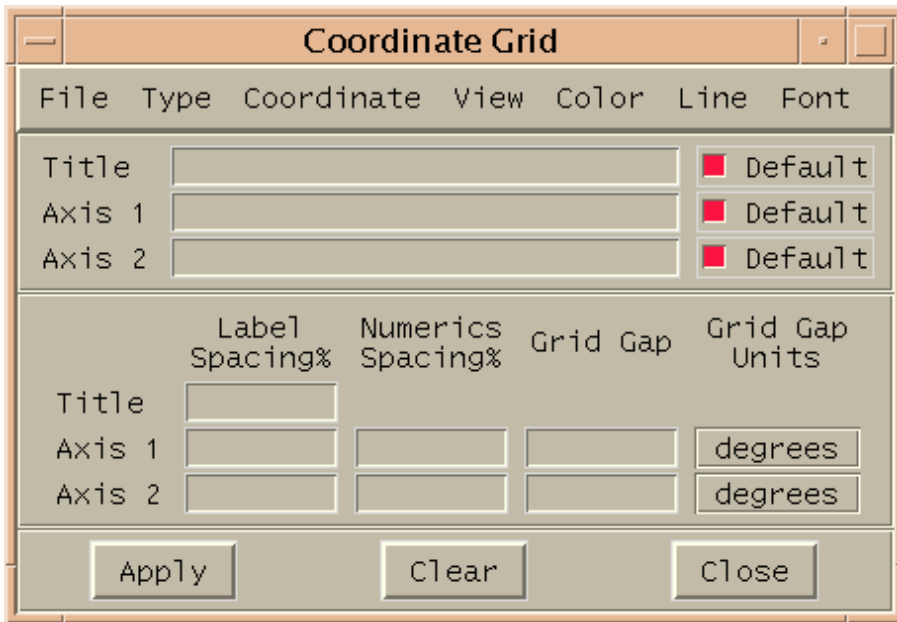 Coordinate Grid
File Type Coordinate View Color Line Font
Title Default
Axis 1 Default
Axis 2 Default
Label Spacing% Numerics Spacing% Grid Gap Grid Gap Units
Title
Axis 1 degrees
Axis 2 degrees
Apply Clear Close